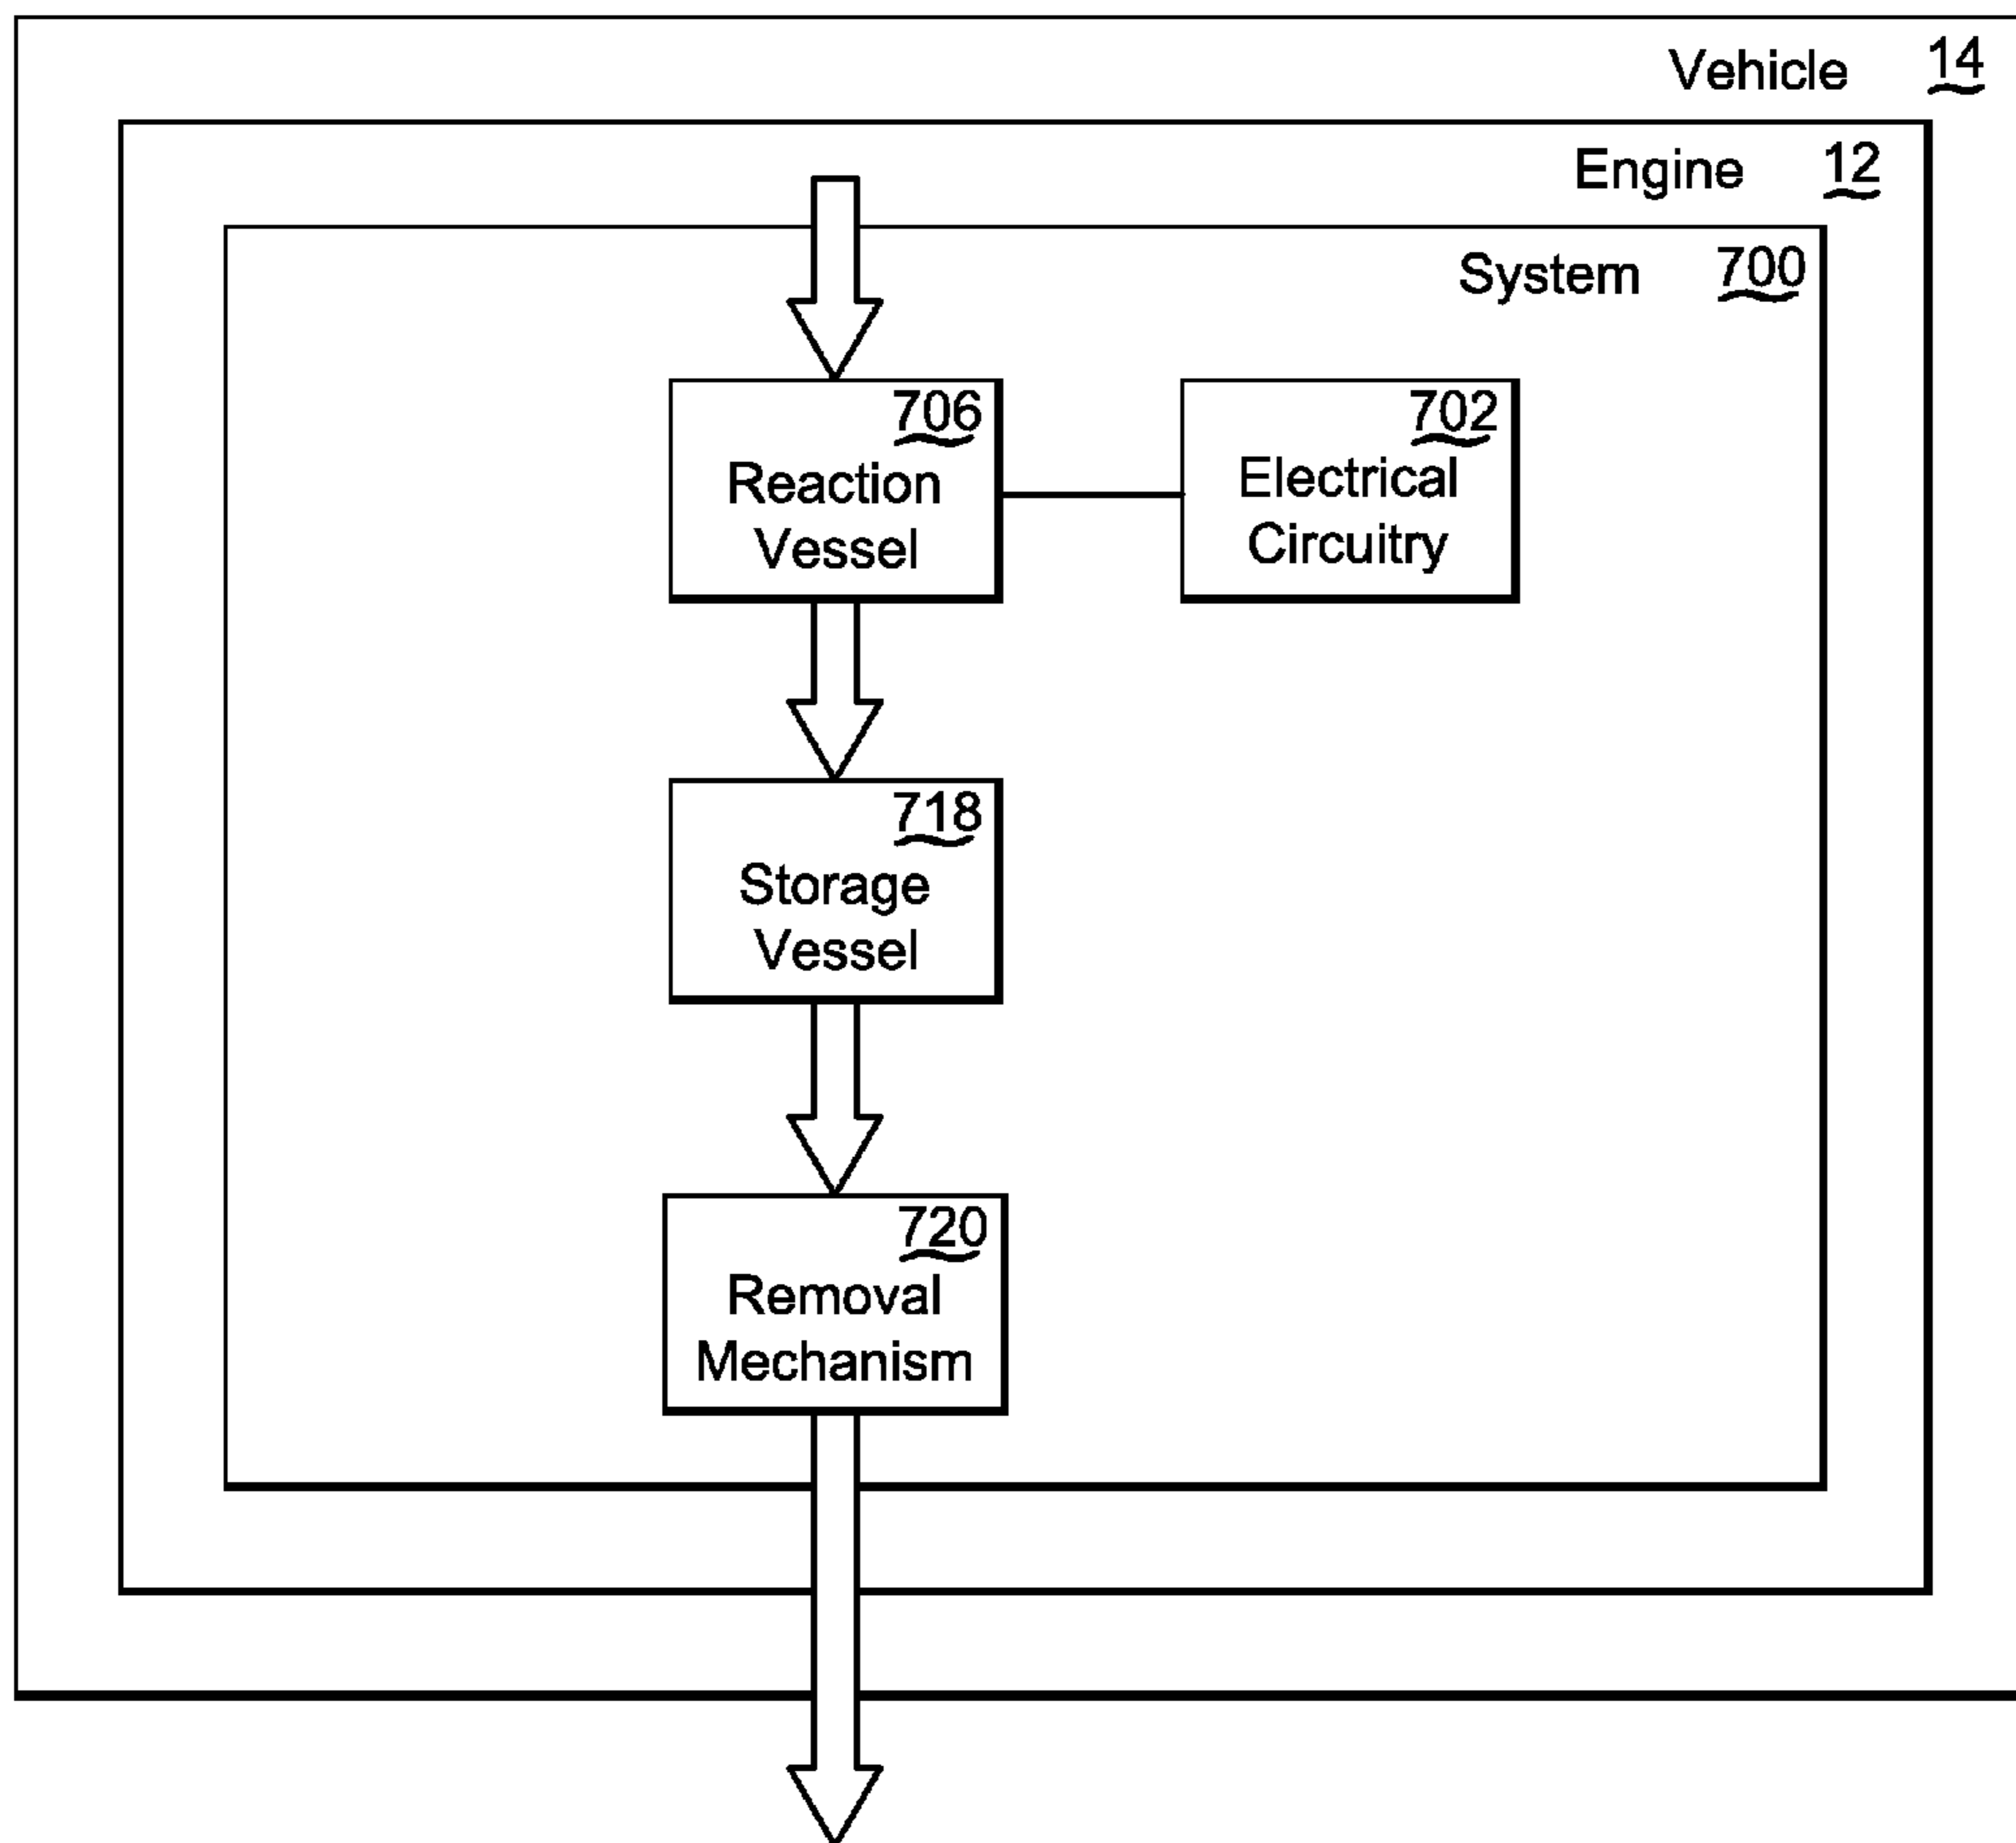 Vehicle 14
Engine 12
System 700
706
Reaction
Vessel
702
Electrical
Circuitry
718
Storage
Vessel
720
Removal
Mechanism